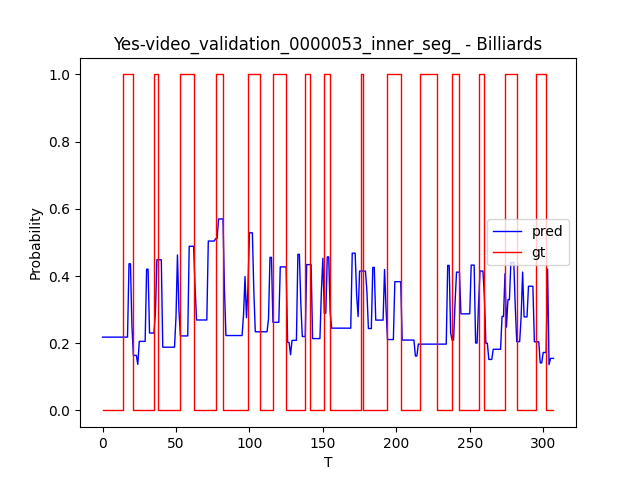 Yes-video_validation_0000053_inner_seg_ - Billiards
1.0
0.8
0.6
0.4
0.2
0.0
Probability
pred
gt
0 50 100 150 200 250 300
T